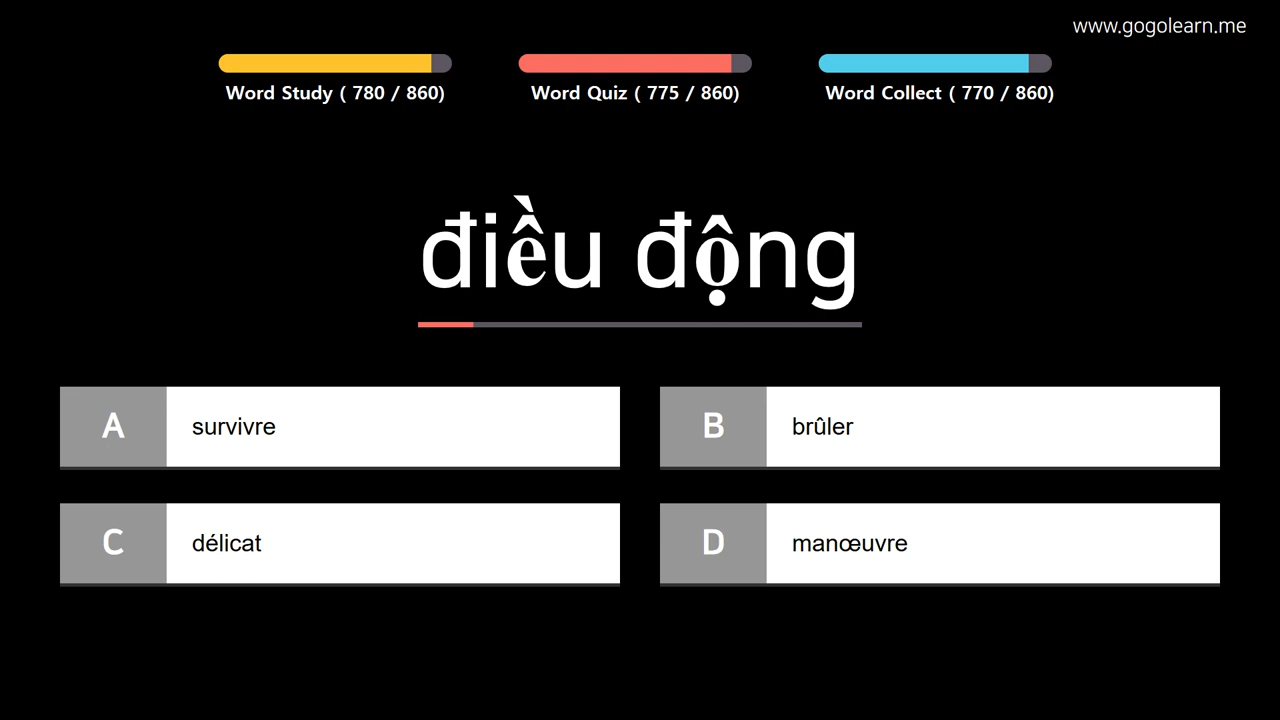 www.gogolearn.me
Word Study ( 780 / 860)
Word Quiz ( 775 / 860)
Word Collect ( 770 / 860)
điều động
A survivre
B brûler
C délicat
D manœuvre